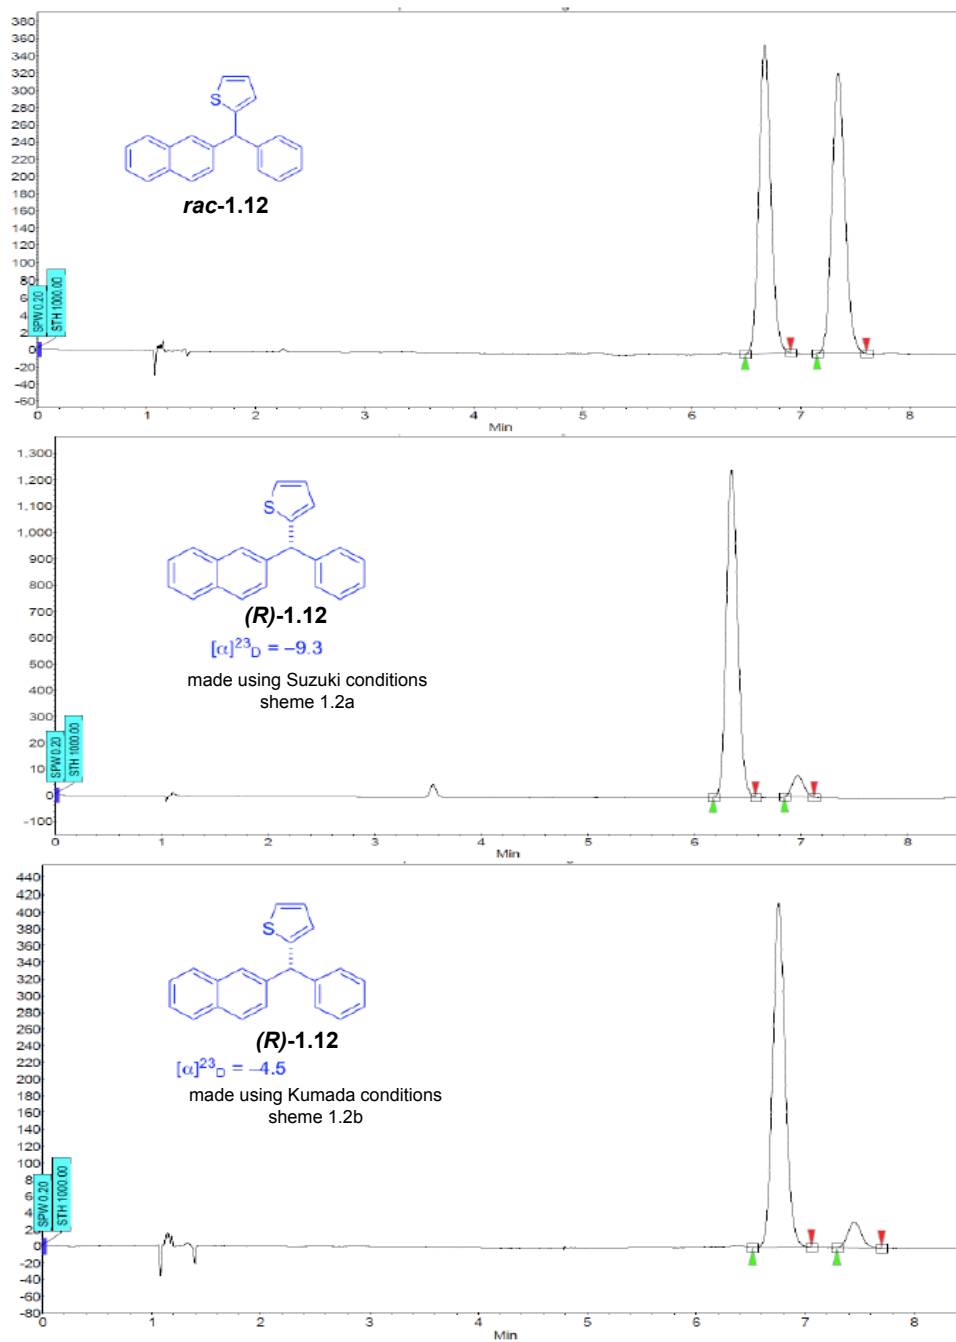 380
360
340
320
300
280
260
240
220
200
180
160
140
120
100
80
60
0
-20
-40
-60
SPW 0.20
STH 1000.00
S
rac-1.12
0 1 2 3 4 5 6 7 8
Min
1,300
1,200
1,100
1,000
900
800
700
600
500
400
300
0
-100
SPW 0.20
STH 1000.00
S
(R)-1.12
[α]²³D = –9.3
made using Suzuki conditions
sheme 1.2a
0 1 2 3 4 5 6 7 8
Min
440
420
400
380
360
340
320
300
280
260
240
220
200
180
160
140
120
100
80
0
-20
-40
-60
-80
SPW 0.20
STH 1000.00
S
(R)-1.12
[α]²³D = –4.5
made using Kumada conditions
sheme 1.2b
0 1 2 3 4 5 6 7 8
Min